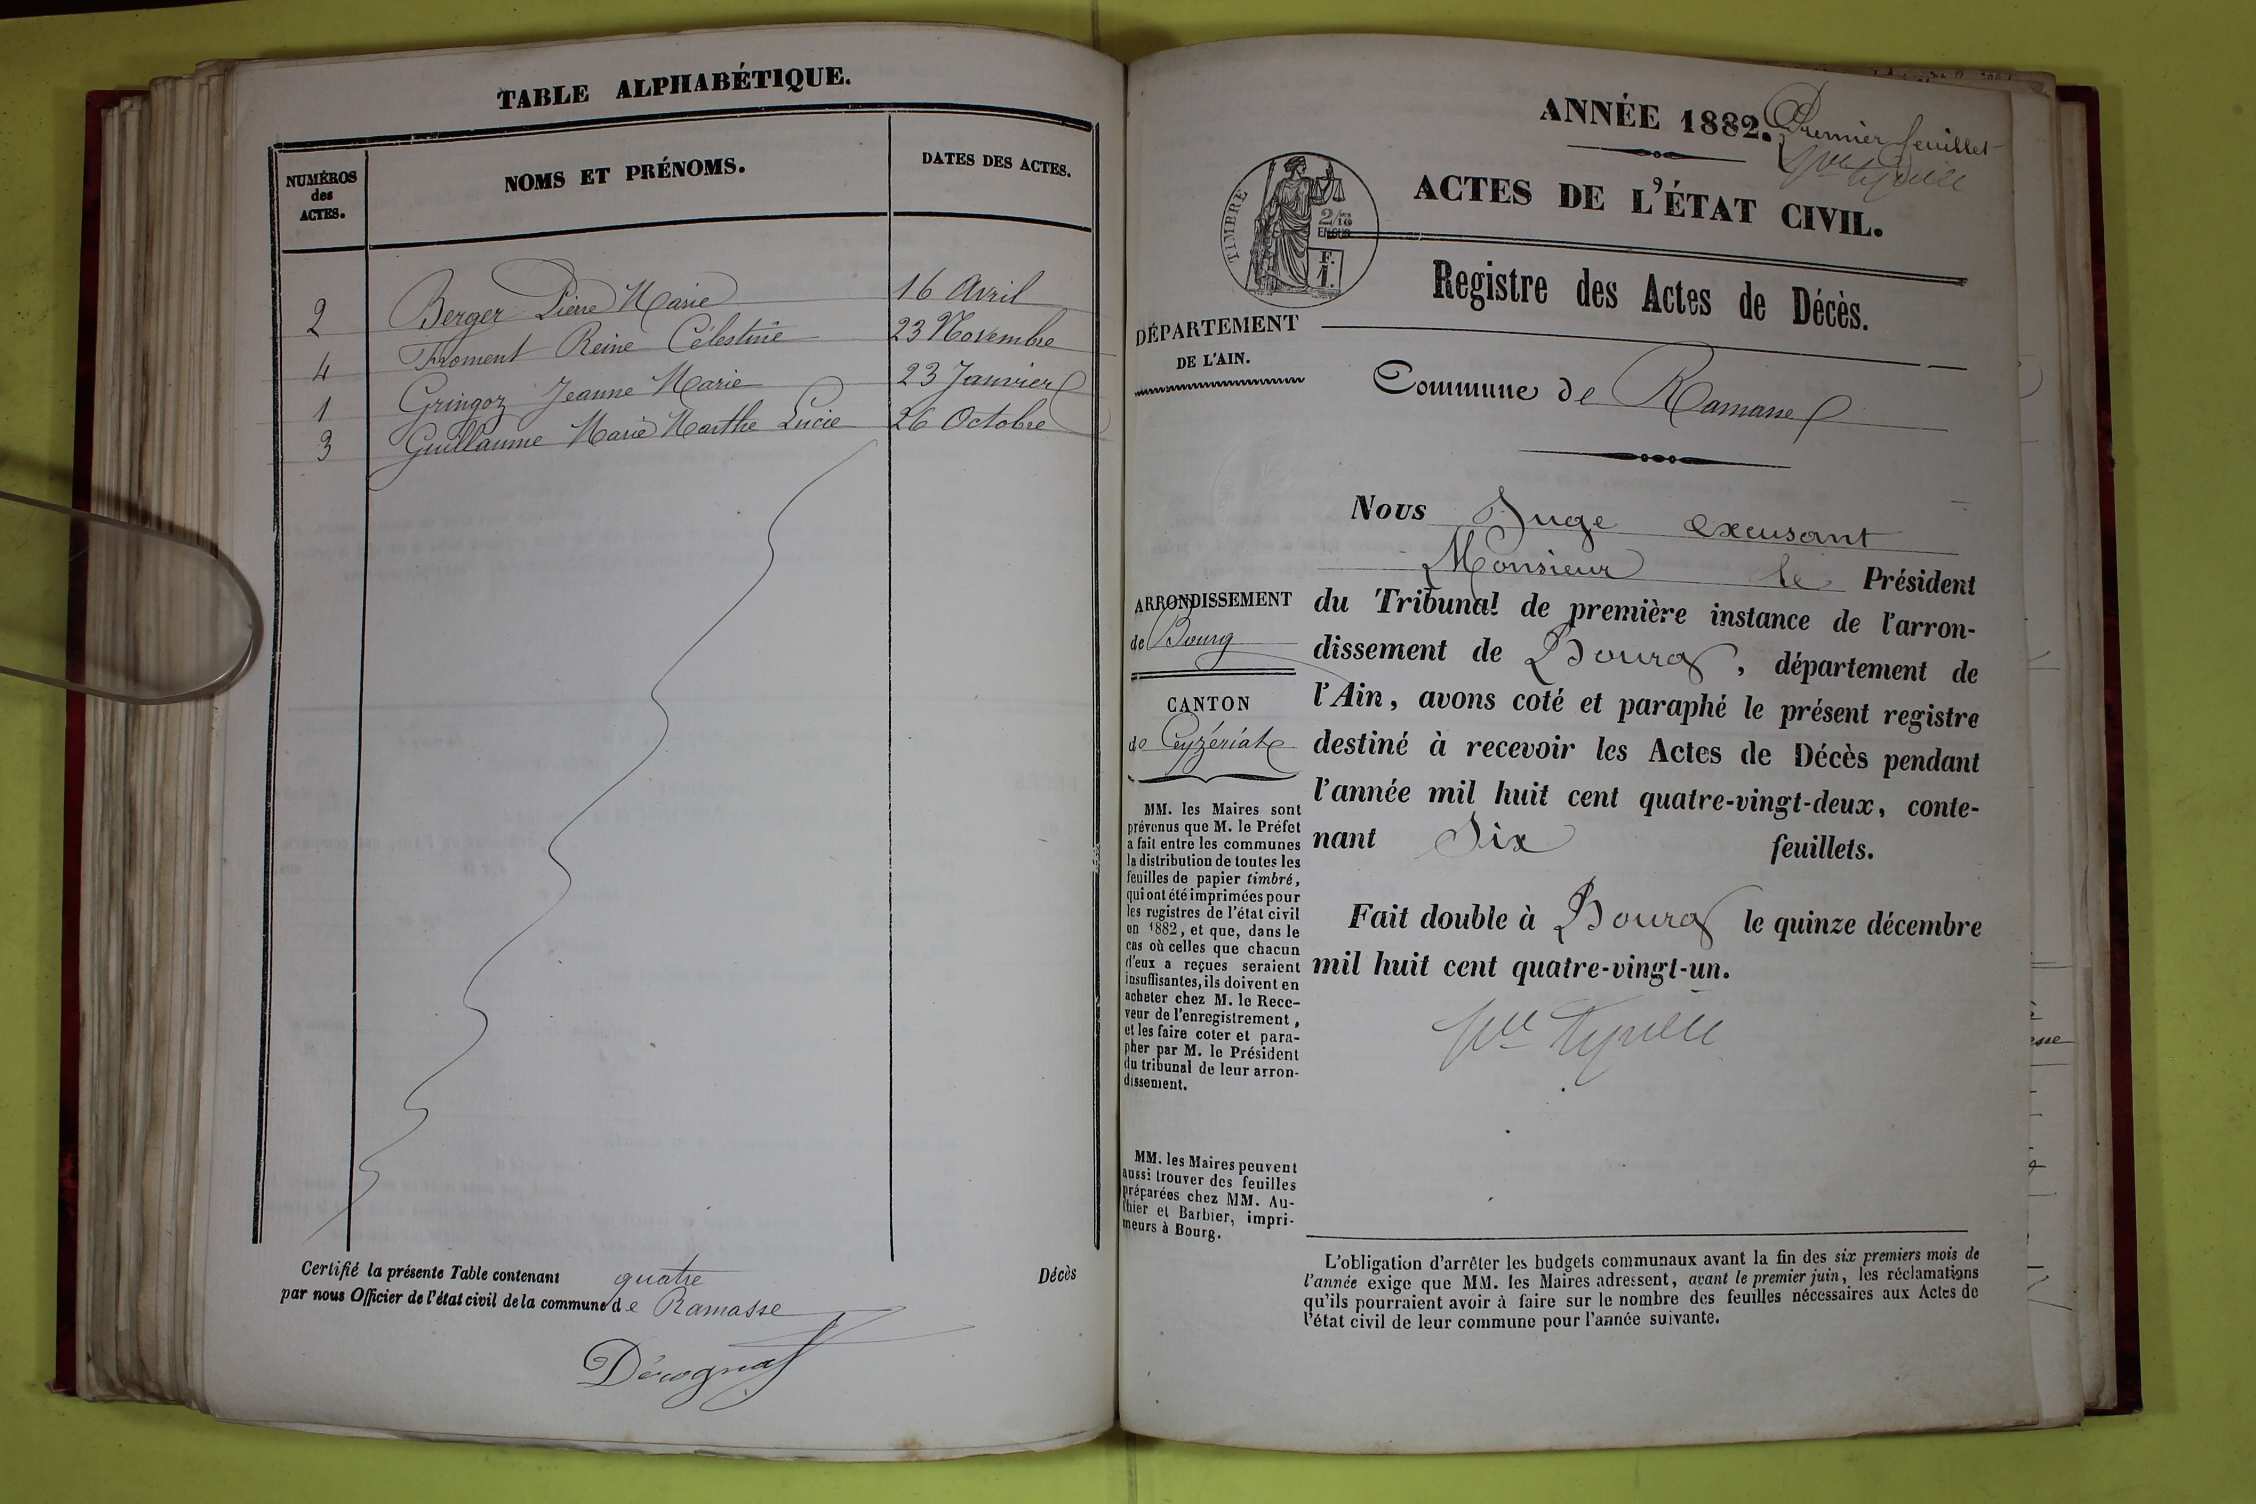 TABLE ALPHABÉTIQUE.
NUMÉROS
des
ACTES.
NOMS ET PRÉNOMS.
DATES DES ACTES.
2 Berger Pierre Marie 16 Avril
4 Froment Reine Célestine 23 Novembre
1 Gringoz Jeanne Marie 23 Janvier
3 Guillaume Marie Marthe Lucie 26 Octobre
Certifié la présente Table contenant quatre Décès
par nous Officier de l'état civil de la commune de Ramasse
ANNÉE 1882.
Premier feuillet
ACTES DE L'ÉTAT CIVIL.
TIMBRE
2/10
EN SUS
F.
1.
Registre des Actes de Décès.
DÉPARTEMENT
DE L'AIN.
Commune de Ramasse
Nous Juge excusant
Monsieur le Président
du Tribunal de première instance de l'arron-
dissement de Bourg, département de
l'Ain, avons coté et paraphé le présent registre
destiné à recevoir les Actes de Décès pendant
l'année mil huit cent quatre-vingt-deux, conte-
nant Six feuillets.
Fait double à Bourg le quinze décembre
mil huit cent quatre-vingt-un.
ARRONDISSEMENT
de Bourg
CANTON
de Ceyzériat
MM. les Maires sont
prévenus que M. le Préfet
a fait entre les communes
la distribution de toutes les
feuilles de papier timbré,
qui ont été imprimées pour
les registres de l'état civil
en 1882, et que, dans le
cas où celles que chacun
d'eux a reçues seraient
insuffisantes, ils doivent en
acheter chez M. le Rece-
veur de l'enregistrement,
et les faire coter et para-
pher par M. le Président
du tribunal de leur arron-
dissement.
MM. les Maires peuvent
aussi trouver des feuilles
préparées chez MM. Au-
thier et Barbier, impri-
meurs à Bourg.
L'obligation d'arrêter les budgets communaux avant la fin des six premiers mois de
l'année exige que MM. les Maires adressent, avant le premier juin, les réclamations
qu'ils pourraient avoir à faire sur le nombre des feuilles nécessaires aux Actes de
l'état civil de leur commune pour l'année suivante.